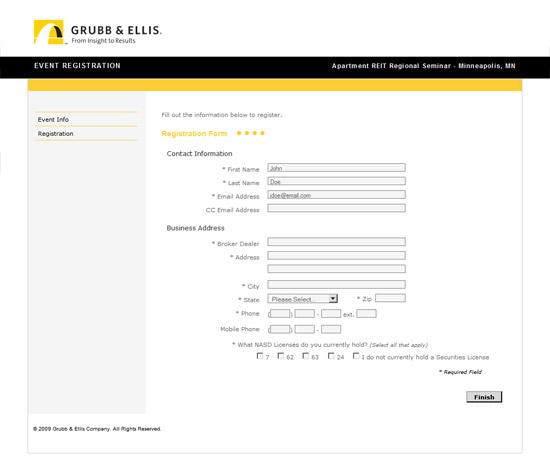 GRUBB & ELLIS.
From Insight to Results
EVENT REGISTRATION
Apartment REIT Regional Seminar - Minneapolis, MN
Event Info
Registration
Fill out the information below to register.
Registration Form
Contact Information
* First Name John
* Last Name Doe
* Email Address jdoe@email.com
CC Email Address
Business Address
* Broker Dealer
* Address
* City
* State Please Select... * Zip
* Phone ( ) - ext.
Mobile Phone ( ) -
* What NASD Licenses do you currently hold? (Select all that apply)
7 62 63 24 I do not currently hold a Securities License
* Required Field
Finish
© 2009 Grubb & Ellis Company. All Rights Reserved.